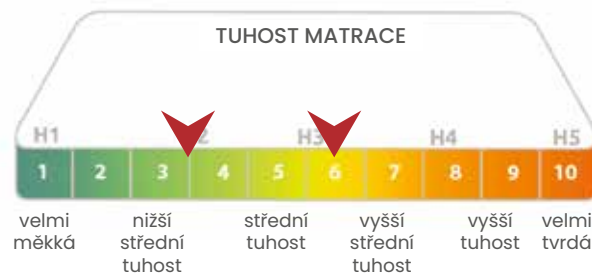 TUHOST MATRACE
H1 2 H3 H4 H5
1 2 3 4 5 6 7 8 9 10
velmi měkká
nižší střední tuhost
střední tuhost
vyšší střední tuhost
vyšší tuhost
velmi tvrdá